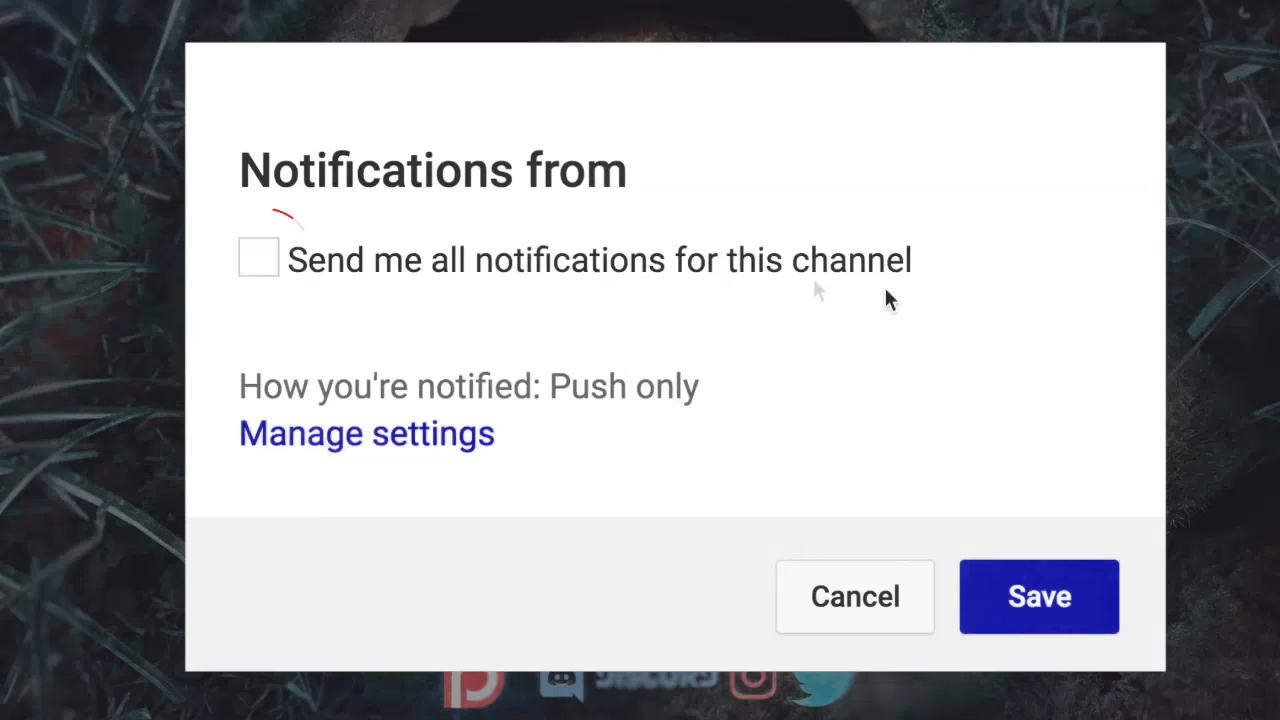 Notifications from
Send me all notifications for this channel
How you're notified: Push only
Manage settings
Cancel
Save
DISCORD